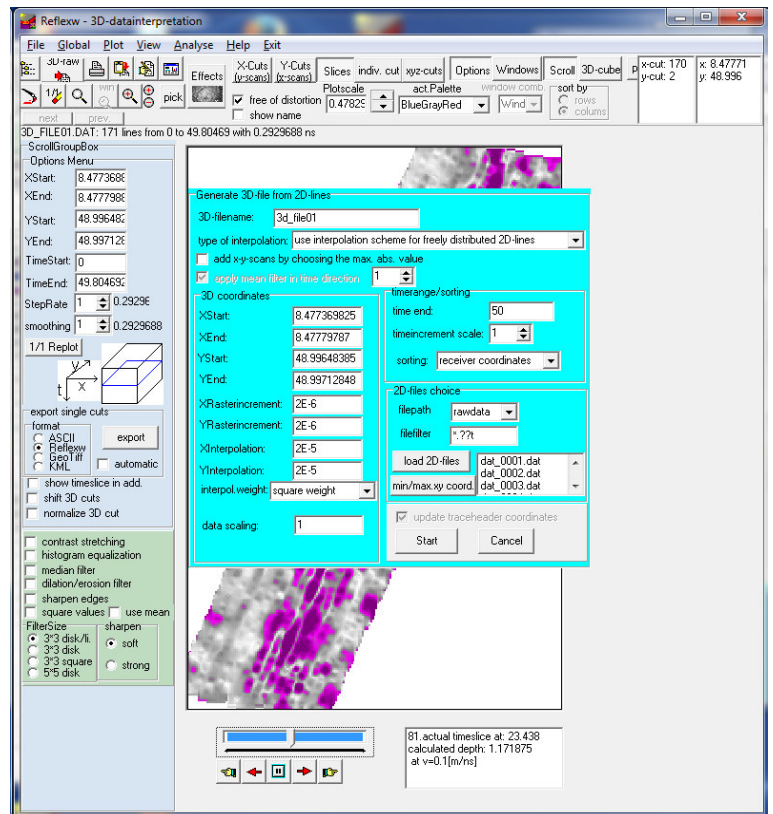 Reflexw - 3D-datainterpretation
File Global Plot View Analyse Help Exit
3D-raw Effects X-Cuts (y-scans) Y-Cuts (x-scans) Slices indiv. cut xyz-cuts Options Windows Scroll 3D-cube p x-cut: 170 x: 8.47771
y-cut: 2 y: 48.996
1/1 win pick free of distortion Plotscale act.Palette window comb. sort by
0.47829 BlueGrayRed Wind rows
show name colums
next prev.
3D_FILE01.DAT: 171 lines from 0 to 49.80469 with 0.2929688 ns
ScrollGroupBox
Options Menu
XStart: 8.4773698
XEnd: 8.4777988
YStart: 48.996482
YEnd: 48.997128
TimeStart: 0
TimeEnd: 49.804692
StepRate 1 0.2929E
smoothing 1 0.2929688
1/1 Replot
y
t x
export single cuts
format
ASCII
Reflexw
GeoTiff
KML
export
automatic
show timeslice in add.
shift 3D cuts
normalize 3D cut
contrast stretching
histogram equalization
median filter
dilation/erosion filter
sharpen edges
square values use mean
FilterSize sharpen
3*3 disk/li.
3*3 disk
3*3 square
5*5 disk
soft
strong
Generate 3D-file from 2D-lines
3D-filename: 3d_file01
type of interpolation: use interpolation scheme for freely distributed 2D-lines
add x-y-scans by choosing the max. abs. value
apply mean filter in time direction 1
3D coordinates
XStart: 8.477369825
XEnd: 8.47779787
YStart: 48.99648385
YEnd: 48.99712848
XRasterincrement: 2E-6
YRasterincrement: 2E-6
XInterpolation: 2E-5
YInterpolation: 2E-5
interpol.weight: square weight
data scaling: 1
timerange/sorting
time end: 50
timeincrement scale: 1
sorting: receiver coordinates
2D-files choice
filepath rawdata
filefilter *.??t
load 2D-files
min/max.xy coord.
dat_0001.dat
dat_0002.dat
dat_0003.dat
update traceheader coordinates
Start Cancel
81.actual timeslice at: 23.438
calculated depth: 1.171875
at v=0.1[m/ns]